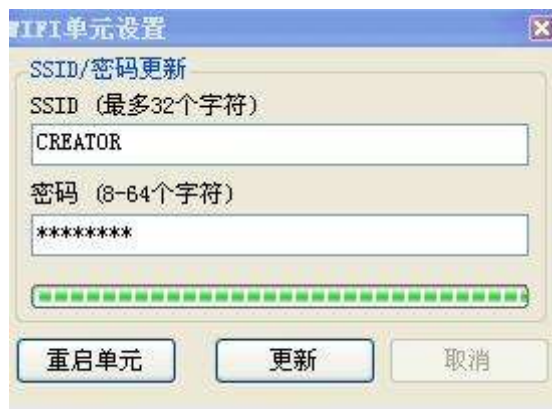 WIFI单元设置
SSID/密码更新
SSID (最多32个字符)
CREATOR
密码 (8-64个字符)
********
重启单元 更新 取消